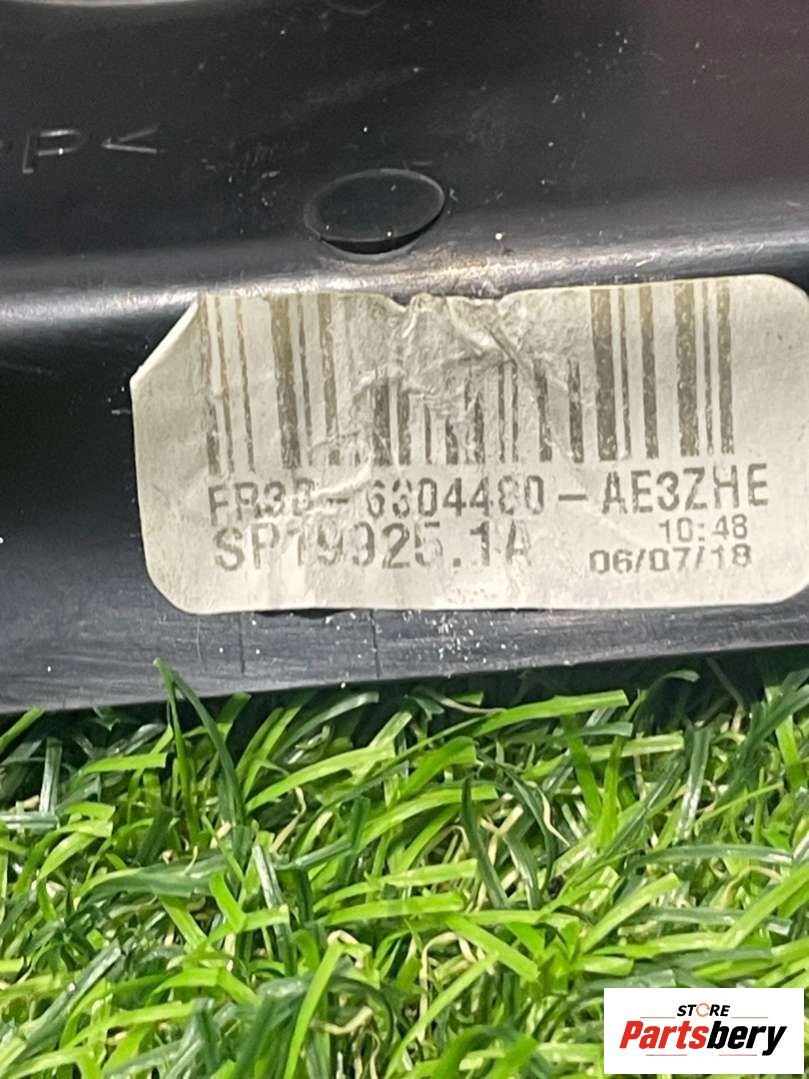 P<
FR3B-6304480-AE3ZHE
SP19925.1A
10:48
06/07/18
STORE
Partsbery